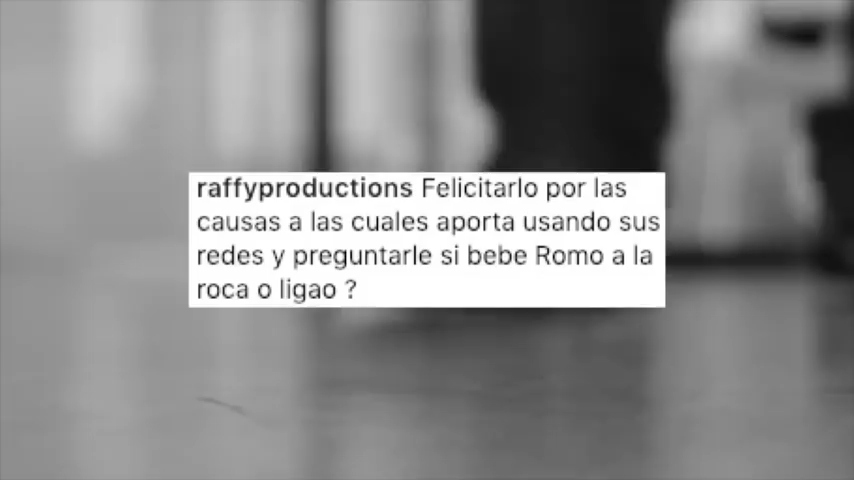 raffyproductions Felicitarlo por las
causas a las cuales aporta usando sus
redes y preguntarle si bebe Romo a la
roca o ligao ?